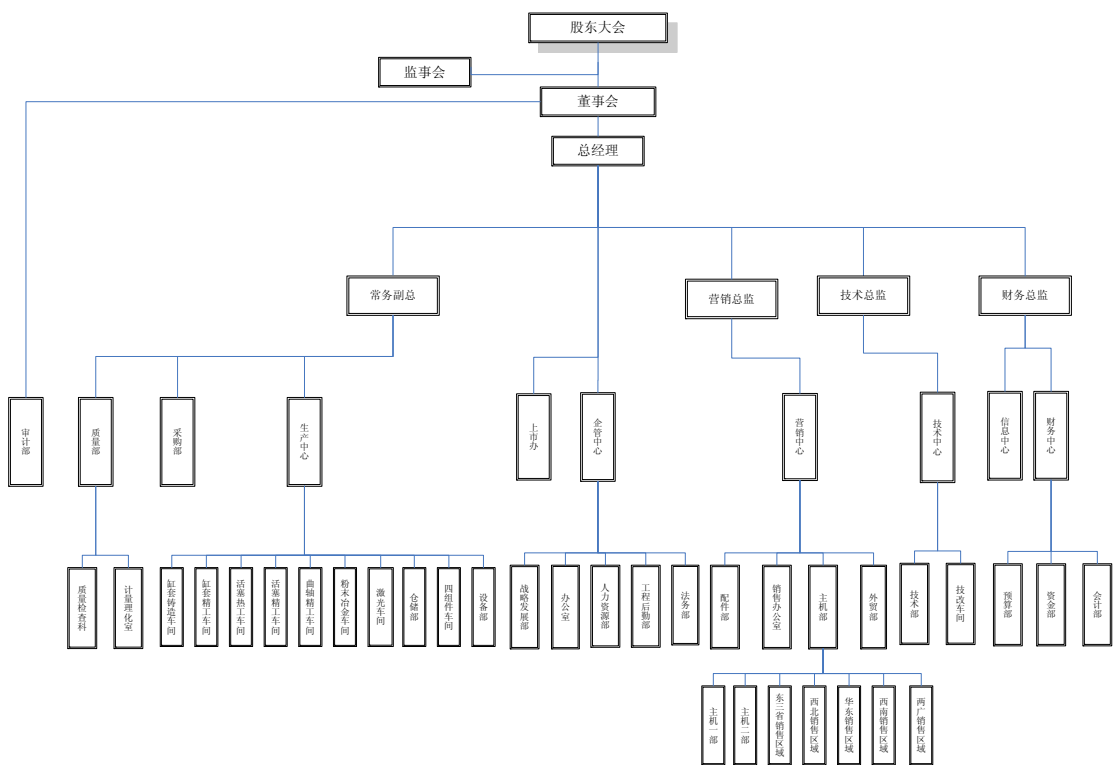 股东大会
监事会
董事会
总经理
常务副总
营销总监
技术总监
财务总监
审计部
质量部
采购部
生产中心
上市办
企管中心
营销中心
技术中心
信息中心
财务中心
质量检查科
计量理化室
缸套铸造车间
缸套精工车间
活塞热工车间
活塞精工车间
曲轴精工车间
粉末冶金车间
激光车间
仓储部
四组件车间
设备部
战略发展部
办公室
人力资源部
工程后勤部
法务部
配件部
销售办公室
主机部
外贸部
技术部
技改车间
预算部
资金部
会计部
主机一部
主机二部
东三省销售区域
西北销售区域
华东销售区域
西南销售区域
两广销售区域